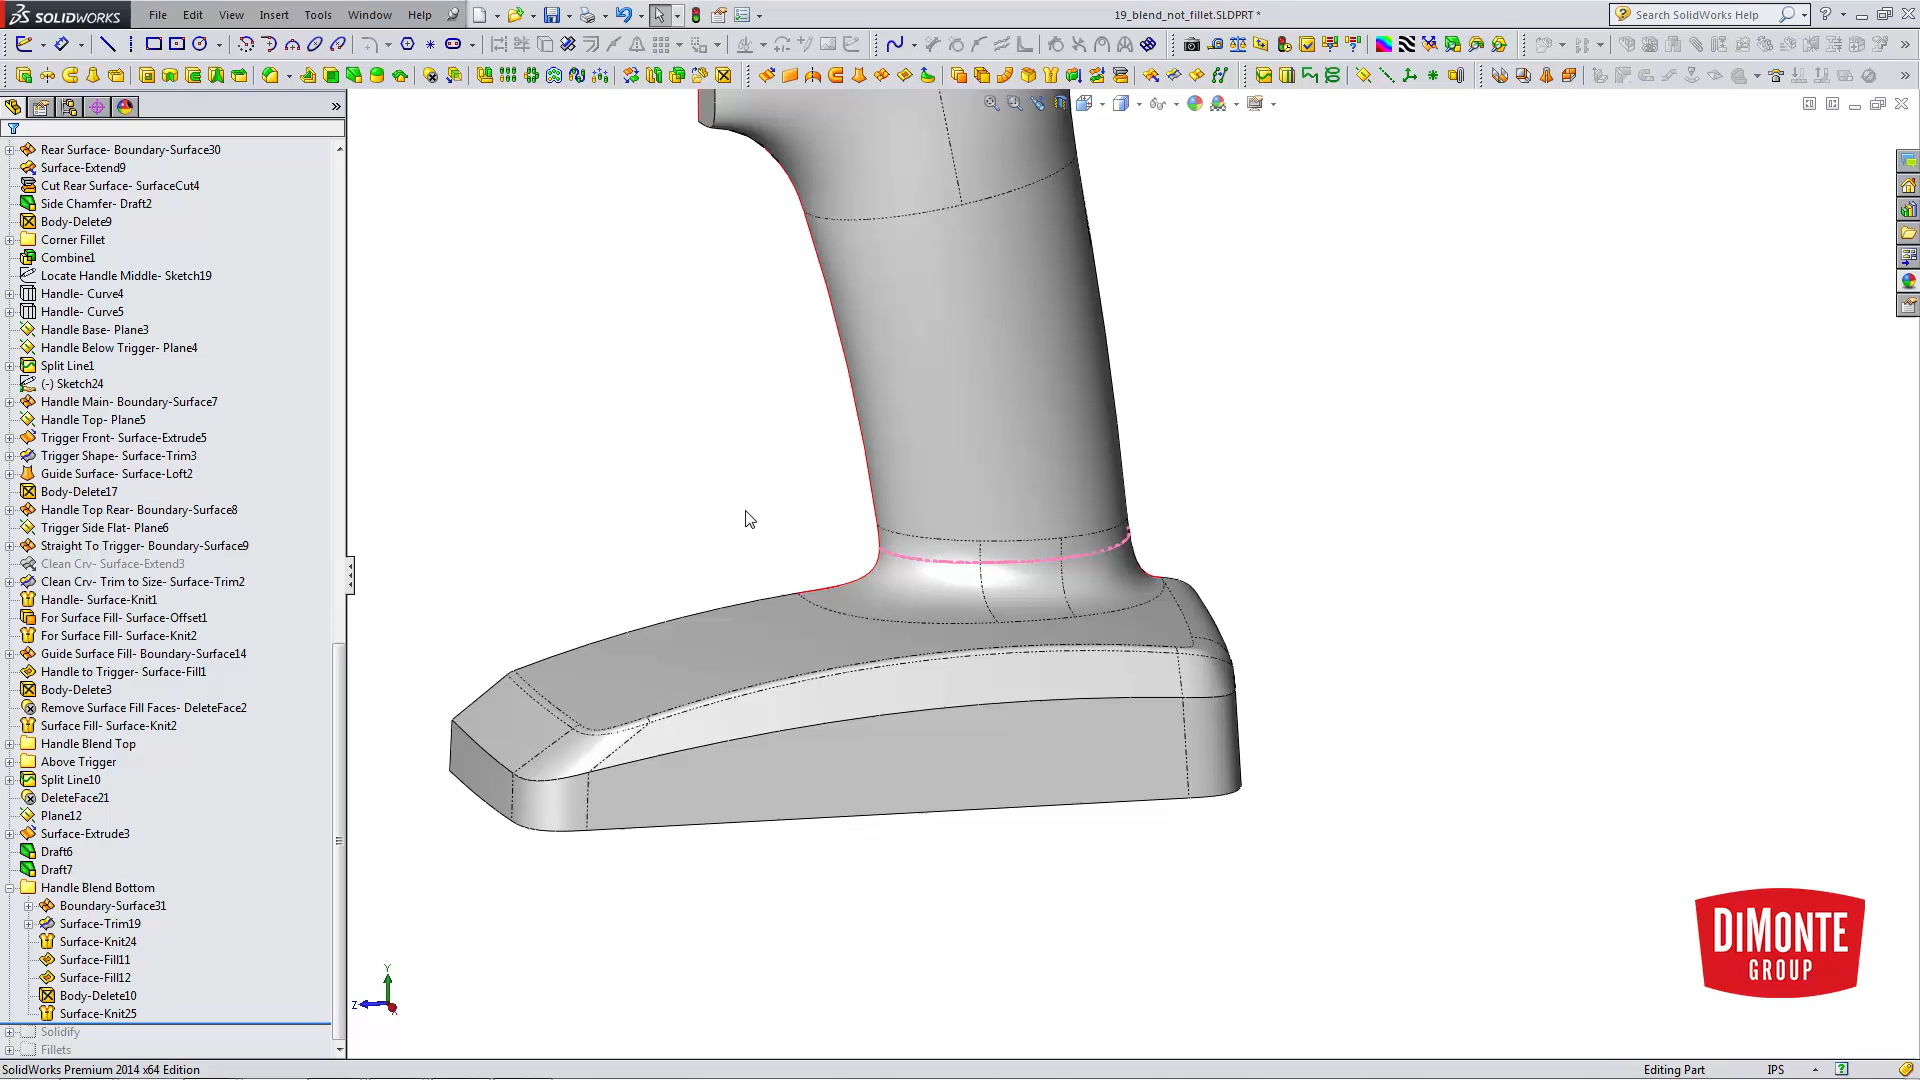 SOLIDWORKS File Edit View Insert Tools Window Help 19_blend_not_fillet.SLDPRT * Search SolidWorks Help
Rear Surface- Boundary-Surface30
Surface-Extend9
Cut Rear Surface- SurfaceCut4
Side Chamfer- Draft2
Body-Delete9
Corner Fillet
Combine1
Locate Handle Middle- Sketch19
Handle- Curve4
Handle- Curve5
Handle Base- Plane3
Handle Below Trigger- Plane4
Split Line1
(-) Sketch24
Handle Main- Boundary-Surface7
Handle Top- Plane5
Trigger Front- Surface-Extrude5
Trigger Shape- Surface-Trim3
Guide Surface- Surface-Loft2
Body-Delete17
Handle Top Rear- Boundary-Surface8
Trigger Side Flat- Plane6
Straight To Trigger- Boundary-Surface9
Clean Crv- Surface-Extend3
Clean Crv- Trim to Size- Surface-Trim2
Handle- Surface-Knit1
For Surface Fill- Surface-Offset1
For Surface Fill- Surface-Knit2
Guide Surface Fill- Boundary-Surface14
Handle to Trigger- Surface-Fill1
Body-Delete3
Remove Surface Fill Faces- DeleteFace2
Surface Fill- Surface-Knit2
Handle Blend Top
Above Trigger
Split Line10
DeleteFace21
Plane12
Surface-Extrude3
Draft6
Draft7
Handle Blend Bottom
Boundary-Surface31
Surface-Trim19
Surface-Knit24
Surface-Fill11
Surface-Fill12
Body-Delete10
Surface-Knit25
Solidify
Fillets
Y
Z
X
DIMONTE
GROUP
SolidWorks Premium 2014 x64 Edition Editing Part IPS